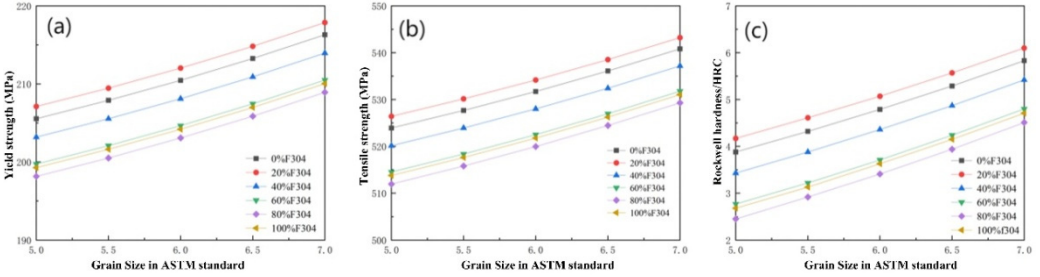 (a)
220
210
200
190
Yield strength (MPa)
0%F304
20%F304
40%F304
60%F304
80%F304
100%F304
5.0 5.5 6.0 6.5 7.0
Grain Size in ASTM standard
(b)
550
540
530
520
510
500
Tensile strength (MPa)
0%F304
20%F304
40%F304
60%F304
80%F304
100%F304
5.0 5.5 6.0 6.5 7.0
Grain Size in ASTM standard
(c)
7
6
5
4
3
2
Rockwell hardness/HRC
0%F304
20%F304
40%F304
60%F304
80%F304
100%f304
5.0 5.5 6.0 6.5 7.0
Grain Size in ASTM standard